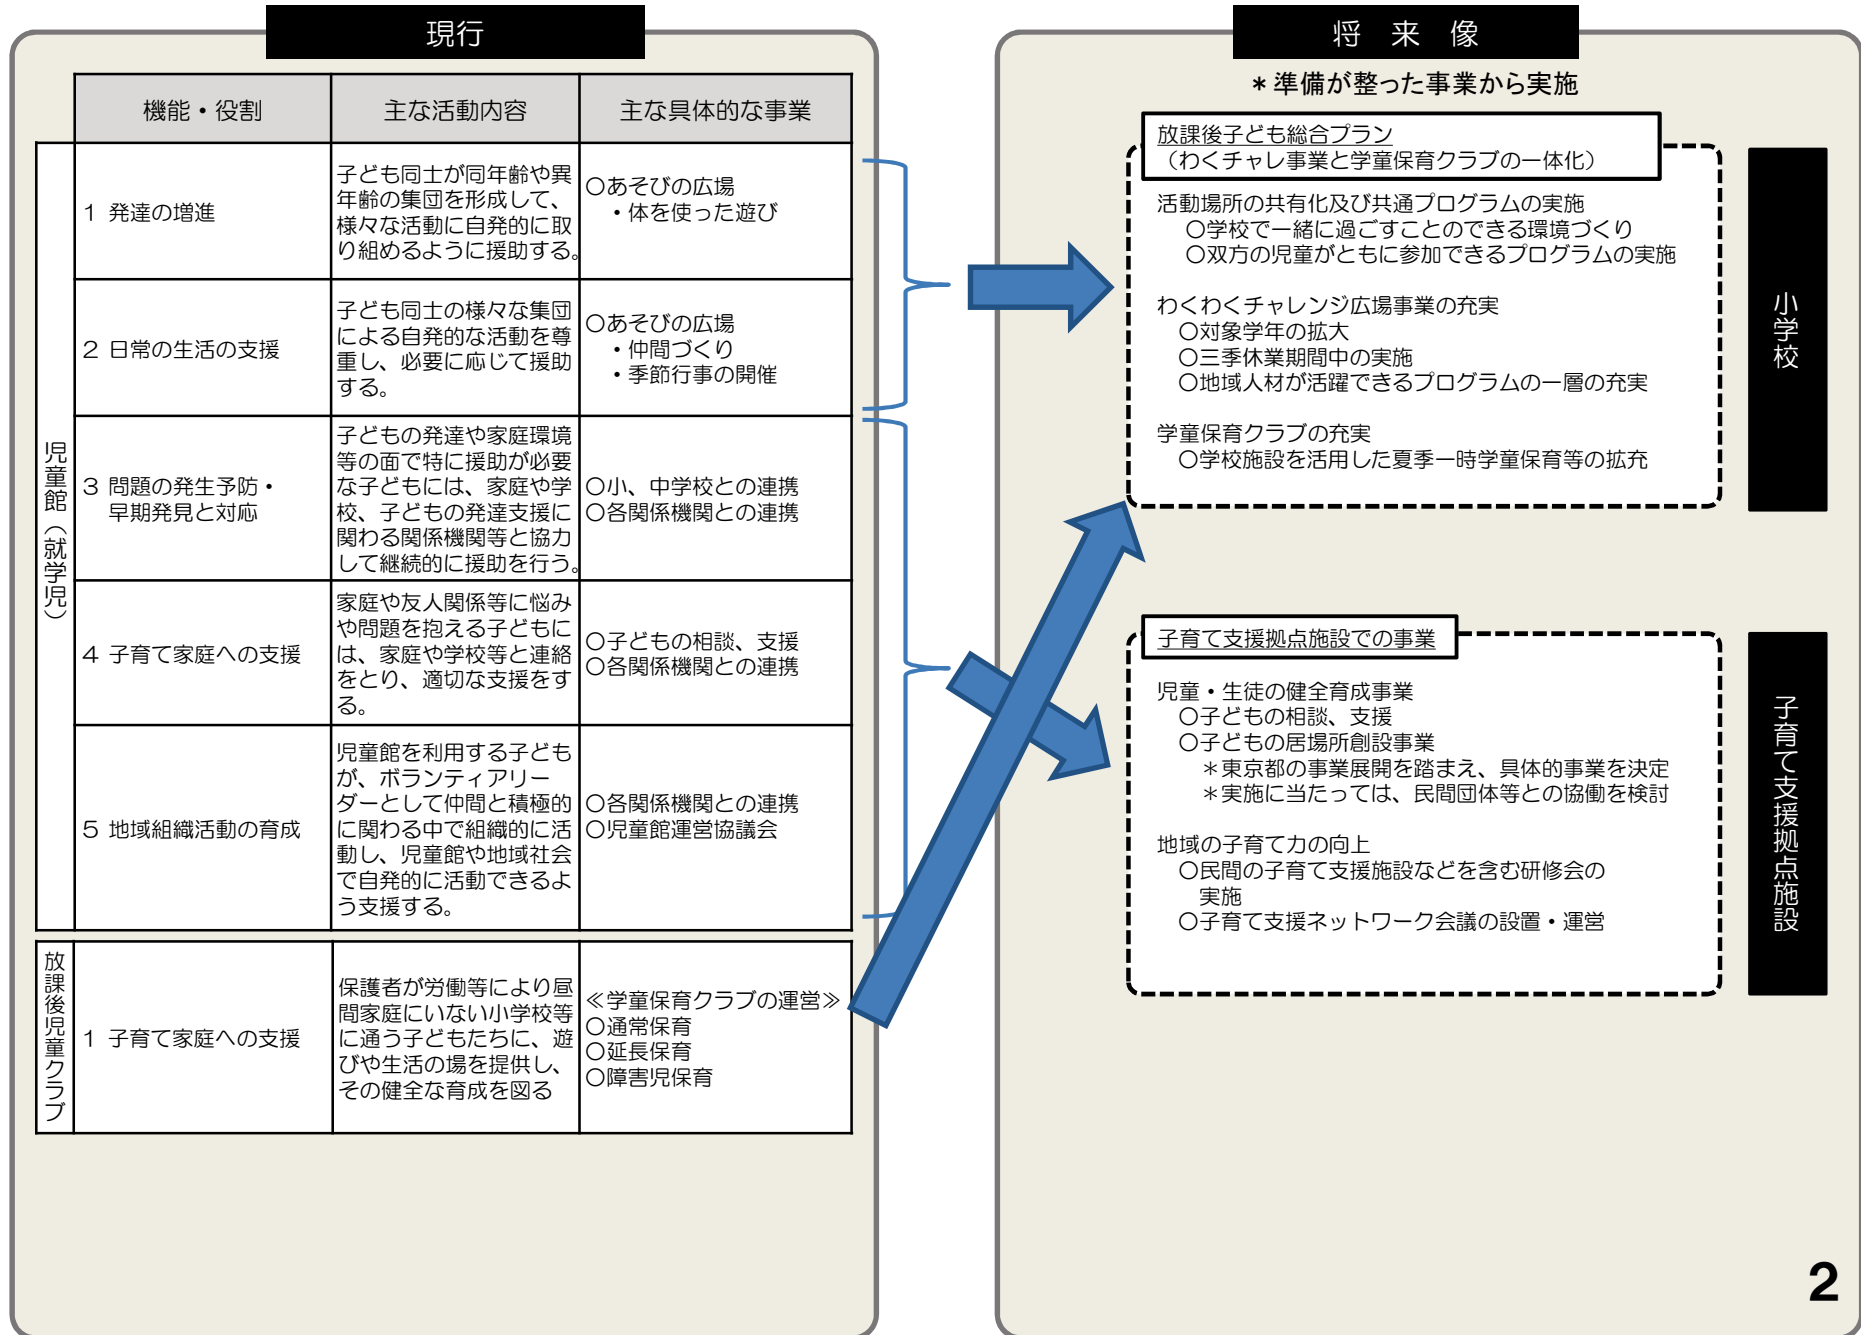 現行
機能・役割
主な活動内容
主な具体的な事業
児童館（就学児）
1 発達の増進
子ども同士が同年齢や異
年齢の集団を形成して、
様々な活動に自発的に取
り組めるように援助する。
○あそびの広場
・体を使った遊び
2 日常の生活の支援
子ども同士の様々な集団
による自発的な活動を尊
重し、必要に応じて援助
する。
○あそびの広場
・仲間づくり
・季節行事の開催
3 問題の発生予防・
早期発見と対応
子どもの発達や家庭環境
等の面で特に援助が必要
な子どもには、家庭や学
校、子どもの発達支援に
関わる関係機関等と協力
して継続的に援助を行う。
○小、中学校との連携
○各関係機関との連携
4 子育て家庭への支援
家庭や友人関係等に悩み
や問題を抱える子どもに
は、家庭や学校等と連絡
をとり、適切な支援をす
る。
○子どもの相談、支援
○各関係機関との連携
5 地域組織活動の育成
児童館を利用する子ども
が、ボランティアリー
ダーとして仲間と積極的
に関わる中で組織的に活
動し、児童館や地域社会
で自発的に活動できるよ
う支援する。
○各関係機関との連携
○児童館運営協議会
放課後児童クラブ
1 子育て家庭への支援
保護者が労働等により昼
間家庭にいない小学校等
に通う子どもたちに、遊
びや生活の場を提供し、
その健全な育成を図る
≪学童保育クラブの運営≫
○通常保育
○延長保育
○障害児保育
将 来 像
＊準備が整った事業から実施
放課後子ども総合プラン
（わくチャレ事業と学童保育クラブの一体化）
活動場所の共有化及び共通プログラムの実施
○学校で一緒に過ごすことのできる環境づくり
○双方の児童がともに参加できるプログラムの実施
わくわくチャレンジ広場事業の充実
○対象学年の拡大
○三季休業期間中の実施
○地域人材が活躍できるプログラムの一層の充実
学童保育クラブの充実
○学校施設を活用した夏季一時学童保育等の拡充
小学校
子育て支援拠点施設での事業
児童・生徒の健全育成事業
○子どもの相談、支援
○子どもの居場所創設事業
＊東京都の事業展開を踏まえ、具体的事業を決定
＊実施に当たっては、民間団体等との協働を検討
地域の子育て力の向上
○民間の子育て支援施設などを含む研修会の
実施
○子育て支援ネットワーク会議の設置・運営
子育て支援拠点施設
2